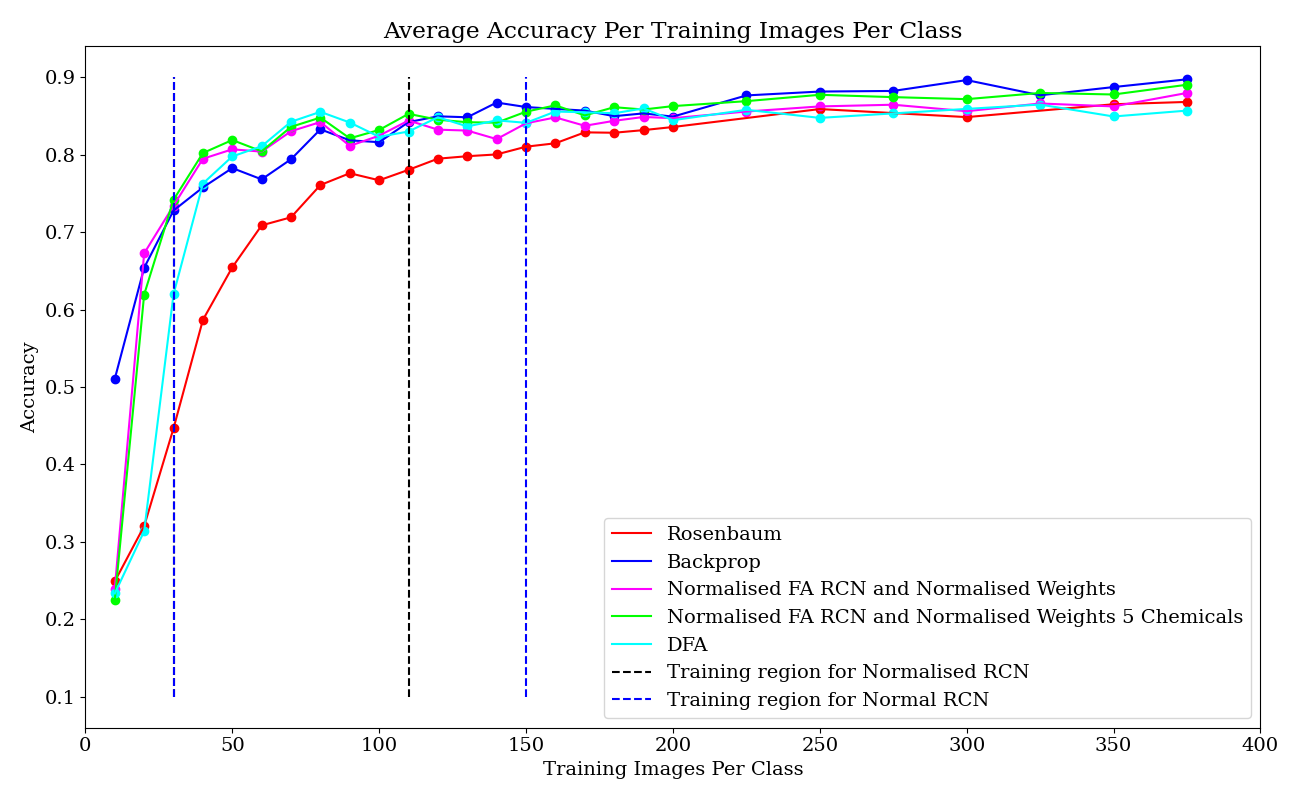 Average Accuracy Per Training Images Per Class
Accuracy
0.9
0.8
0.7
0.6
0.5
0.4
0.3
0.2
0.1
Rosenbaum
Backprop
Normalised FA RCN and Normalised Weights
Normalised FA RCN and Normalised Weights 5 Chemicals
DFA
Training region for Normalised RCN
Training region for Normal RCN
0 50 100 150 200 250 300 350 400
Training Images Per Class